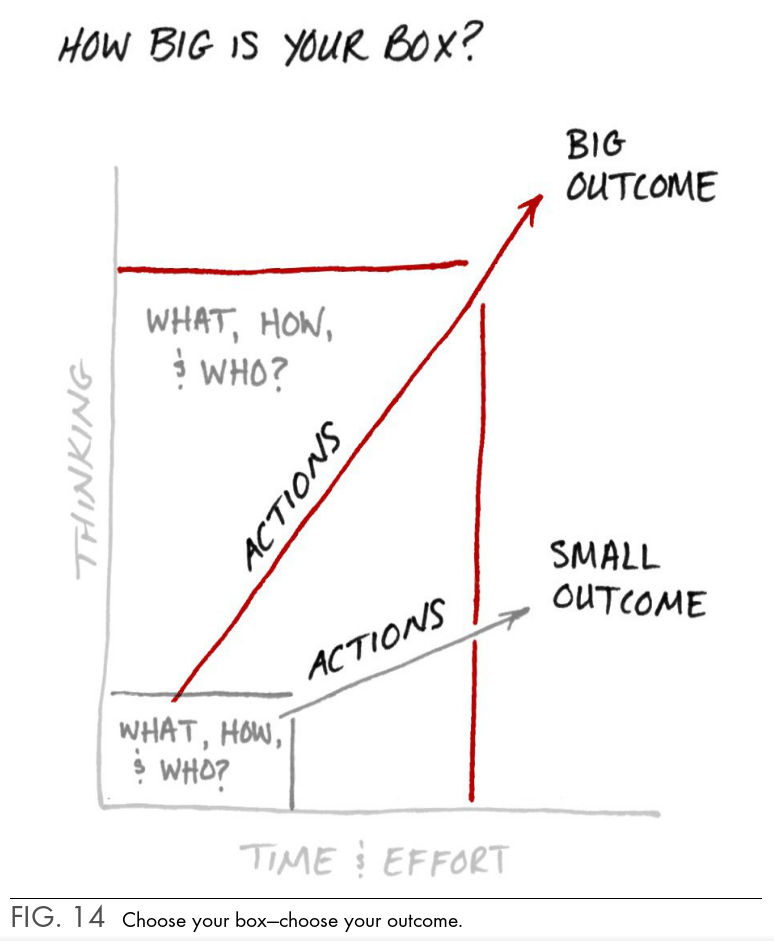 HOW BIG IS YOUR BOX?
BIG
OUTCOME
WHAT, HOW,
& WHO?
THINKING
ACTIONS
SMALL
OUTCOME
ACTIONS
WHAT, HOW,
& WHO?
TIME & EFFORT
FIG. 14 Choose your box—choose your outcome.